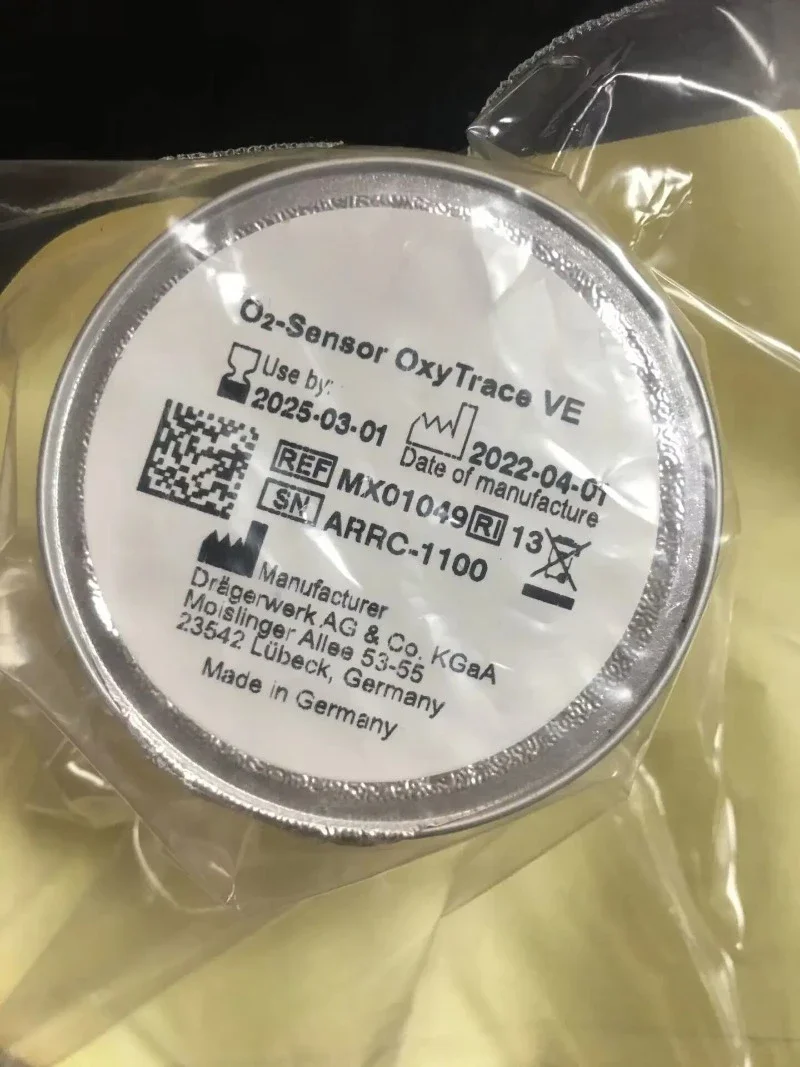 O₂-Sensor OxyTrace VE
Use by:
2025-03-01
2022-04-01
Date of manufacture
REF MX01049 RI 13
SN ARRC-1100
Manufacturer
Drägerwerk AG & Co. KGaA
Moislinger Allee 53-55
23542 Lübeck, Germany
Made in Germany